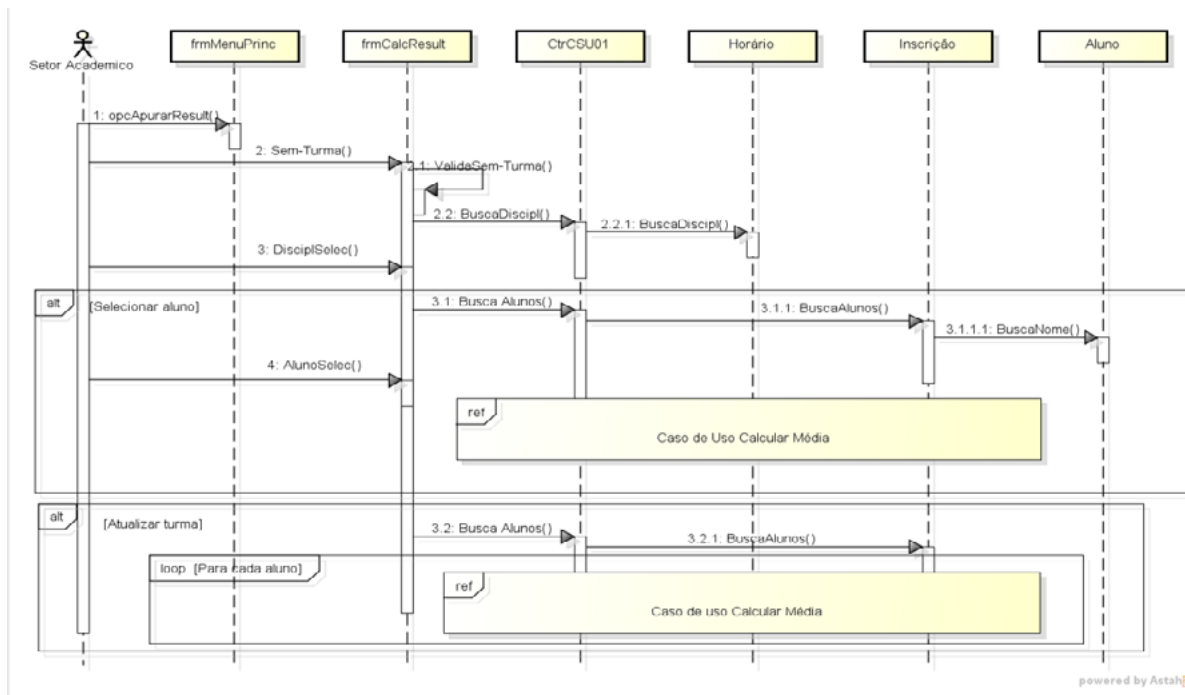 Setor Academico
frmMenuPrinc
frmCalcResult
CtrCSU01
Horário
Inscrição
Aluno
1: opcApurarResult()
2: Sem-Turma()
2.1: ValidaSem-Turma()
2.2: BuscaDiscipl()
2.2.1: BuscaDiscipl()
3: DisciplSelec()
alt
[Selecionar aluno]
3.1: Busca Alunos()
3.1.1: BuscaAlunos()
3.1.1.1: BuscaNome()
4: AlunoSelec()
ref
Caso de Uso Calcular Média
alt
[Atualizar turma]
3.2: Busca Alunos()
3.2.1: BuscaAlunos()
loop [Para cada aluno]
ref
Caso de uso Calcular Média
powered by Astah